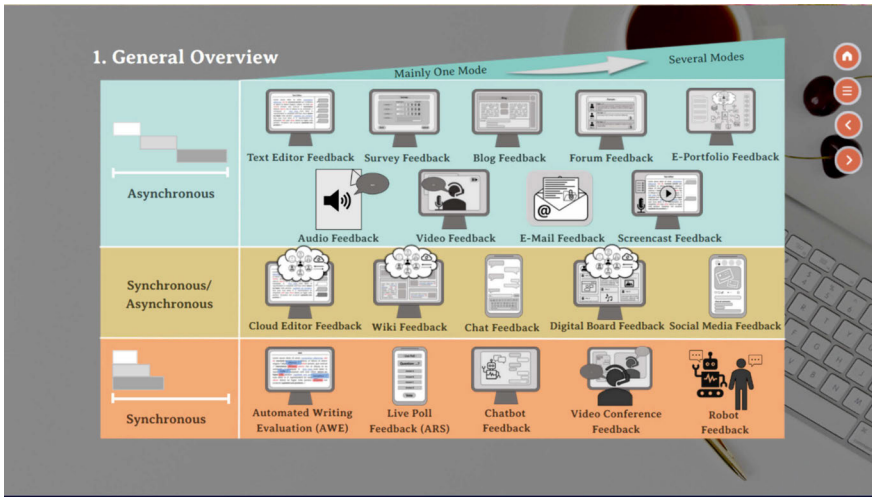 1. General Overview
Mainly One Mode
Several Modes
Text Editor Feedback
Survey Feedback
Blog Feedback
Forum Feedback
E-Portfolio Feedback
Asynchronous
Audio Feedback
Video Feedback
@
E-Mail Feedback
Screencast Feedback
Synchronous/
Asynchronous
Cloud Editor Feedback
Wiki Feedback
Chat Feedback
Digital Board Feedback
Social Media Feedback
Synchronous
Automated Writing
Evaluation (AWE)
Live Poll
Feedback (ARS)
Chatbot
Feedback
Video Conference
Feedback
Robot
Feedback